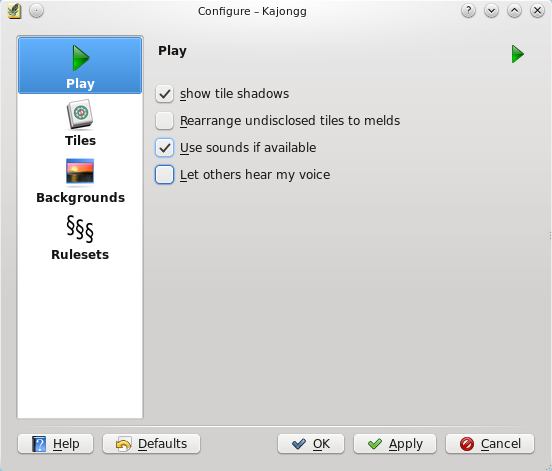 Configure – Kajongg
Play
Tiles
§§§
Backgrounds
Rulesets
Play
show tile shadows
Rearrange undisclosed tiles to melds
Use sounds if available
Let others hear my voice
Help
Defaults
OK
Apply
Cancel